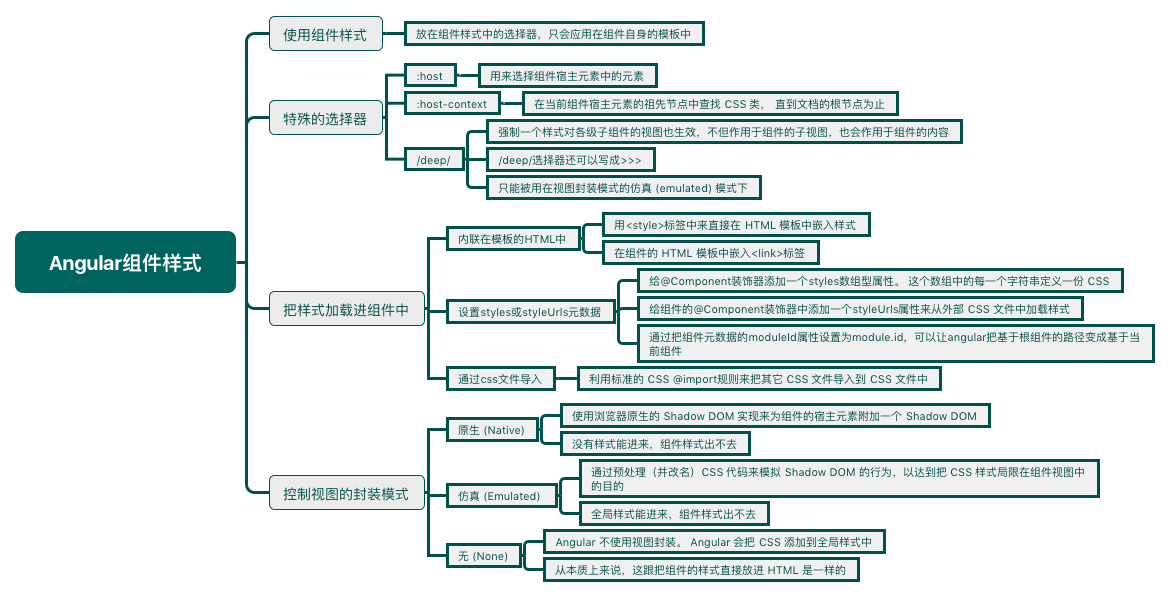 Angular组件样式
使用组件样式
放在组件样式中的选择器，只会应用在组件自身的模板中
特殊的选择器
:host
用来选择组件宿主元素中的元素
:host-context
在当前组件宿主元素的祖先节点中查找 CSS 类， 直到文档的根节点为止
/deep/
强制一个样式对各级子组件的视图也生效，不但作用于组件的子视图，也会作用于组件的内容
/deep/选择器还可以写成>>>
只能被用在视图封装模式的仿真 (emulated) 模式下
把样式加载进组件中
内联在模板的HTML中
用<style>标签中来直接在 HTML 模板中嵌入样式
在组件的 HTML 模板中嵌入<link>标签
设置styles或styleUrls元数据
给@Component装饰器添加一个styles数组型属性。 这个数组中的每一个字符串定义一份 CSS
给组件的@Component装饰器中添加一个styleUrls属性来从外部 CSS 文件中加载样式
通过把组件元数据的moduleId属性设置为module.id，可以让angular把基于根组件的路径变成基于当
前组件
通过css文件导入
利用标准的 CSS @import规则来把其它 CSS 文件导入到 CSS 文件中
控制视图的封装模式
原生 (Native)
使用浏览器原生的 Shadow DOM 实现来为组件的宿主元素附加一个 Shadow DOM
没有样式能进来，组件样式出不去
仿真 (Emulated)
通过预处理（并改名）CSS 代码来模拟 Shadow DOM 的行为，以达到把 CSS 样式局限在组件视图中
的目的
全局样式能进来，组件样式出不去
无 (None)
Angular 不使用视图封装。 Angular 会把 CSS 添加到全局样式中
从本质上来说，这跟把组件的样式直接放进 HTML 是一样的